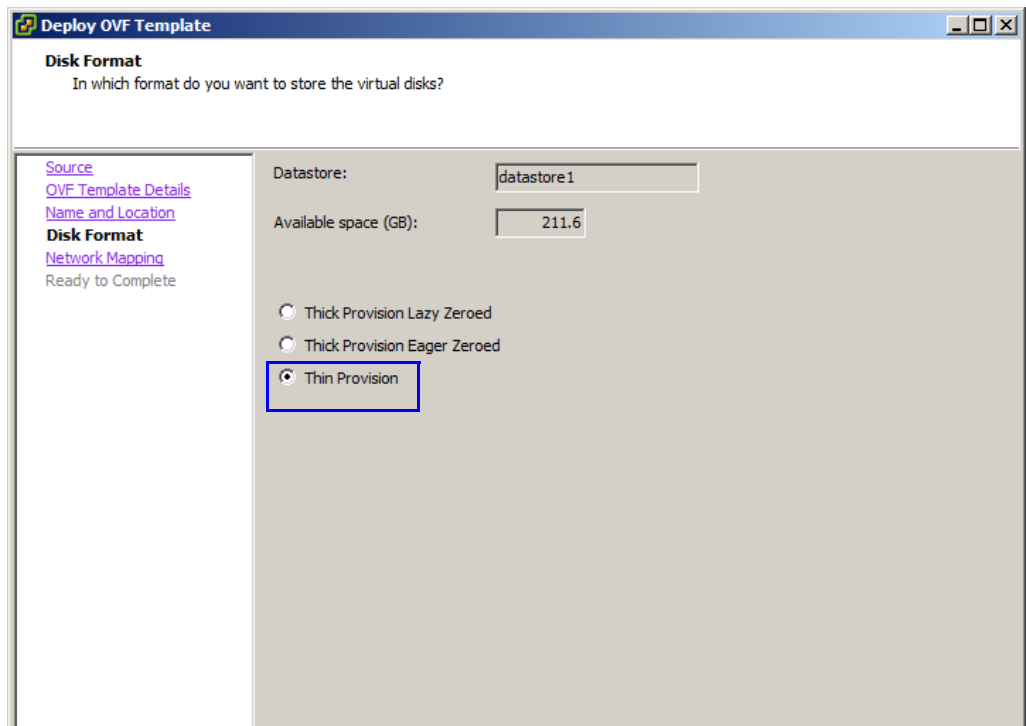 Deploy OVF Template
Disk Format
In which format do you want to store the virtual disks?
Source
OVF Template Details
Name and Location
Disk Format
Network Mapping
Ready to Complete
Datastore:
datastore1
Available space (GB):
211.6
Thick Provision Lazy Zeroed
Thick Provision Eager Zeroed
Thin Provision